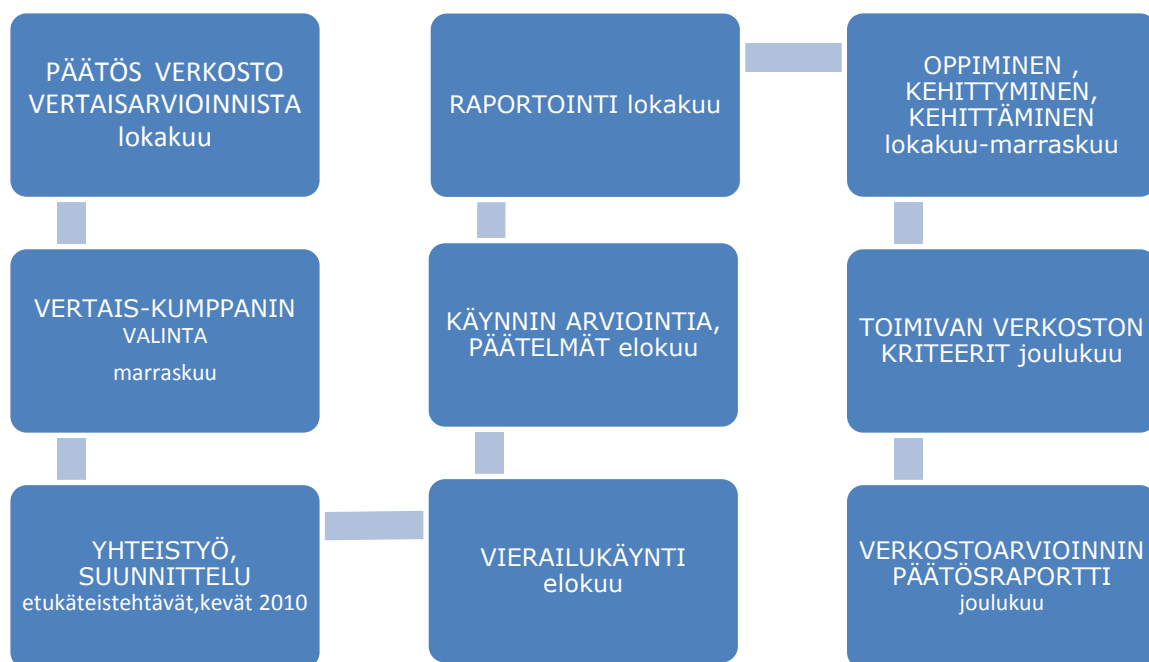 PÄÄTÖS VERKOSTO
VERTAISARVIOINNISTA
lokakuu
VERTAIS-KUMPPANIN
VALINTA
marraskuu
YHTEISTYÖ,
SUUNNITTELU
etukäteistehtävät,kevät 2010
VIERAILUKÄYNTI
elokuu
KÄYNNIN ARVIOINTIA,
PÄÄTELMÄT elokuu
RAPORTOINTI lokakuu
OPPIMINEN ,
KEHITTYMINEN,
KEHITTÄMINEN
lokakuu-marraskuu
TOIMIVAN VERKOSTON
KRITEERIT joulukuu
VERKOSTOARVIOINNIN
PÄÄTÖSRAPORTTI
joulukuu